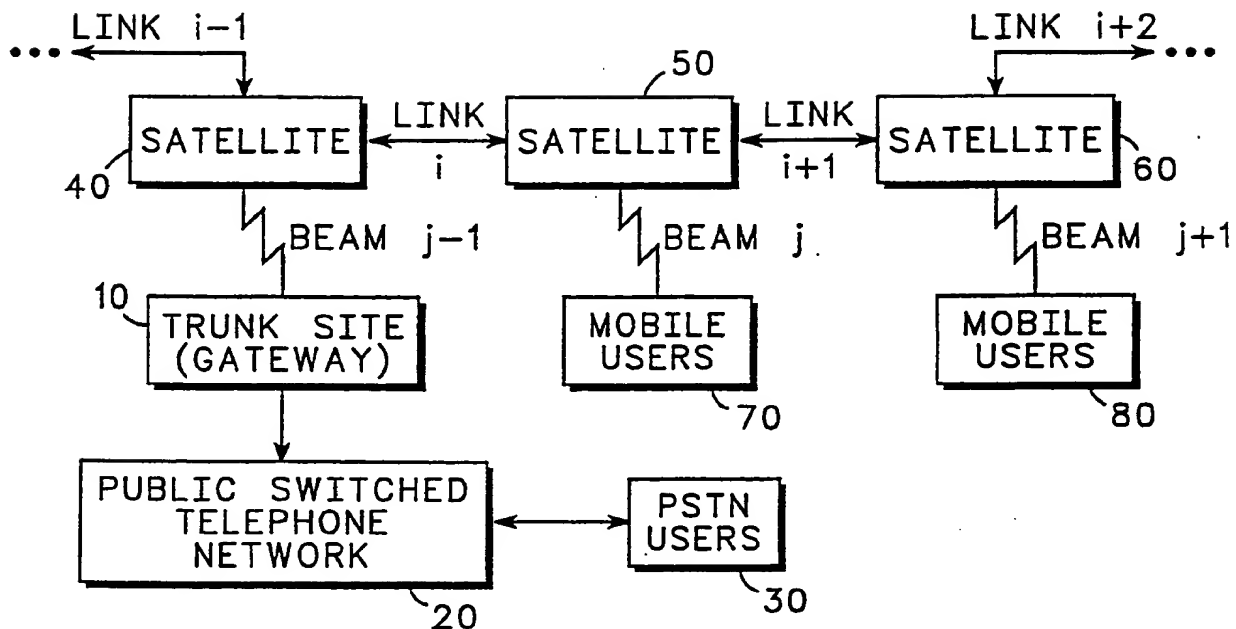 LINK i-1
LINK i+2
50
SATELLITE
LINK
i
SATELLITE
LINK
i+1
SATELLITE
40
60
BEAM j-1
BEAM j
BEAM j+1
10
TRUNK SITE
(GATEWAY)
MOBILE
USERS
MOBILE
USERS
70
80
PUBLIC SWITCHED
TELEPHONE
NETWORK
PSTN
USERS
20
30